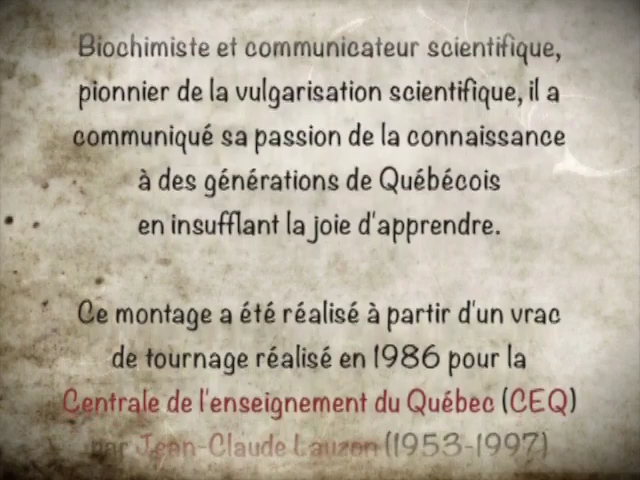 Biochimiste et communicateur scientifique,
pionnier de la vulgarisation scientifique, il a
communiqué sa passion de la connaissance
à des générations de Québécois
en insufflant la joie d'apprendre.
Ce montage a été réalisé à partir d'un vrac
de tournage réalisé en 1986 pour la
Centrale de l'enseignement du Québec (CEQ)
par Jean-Claude Lauzon (1953-1997)